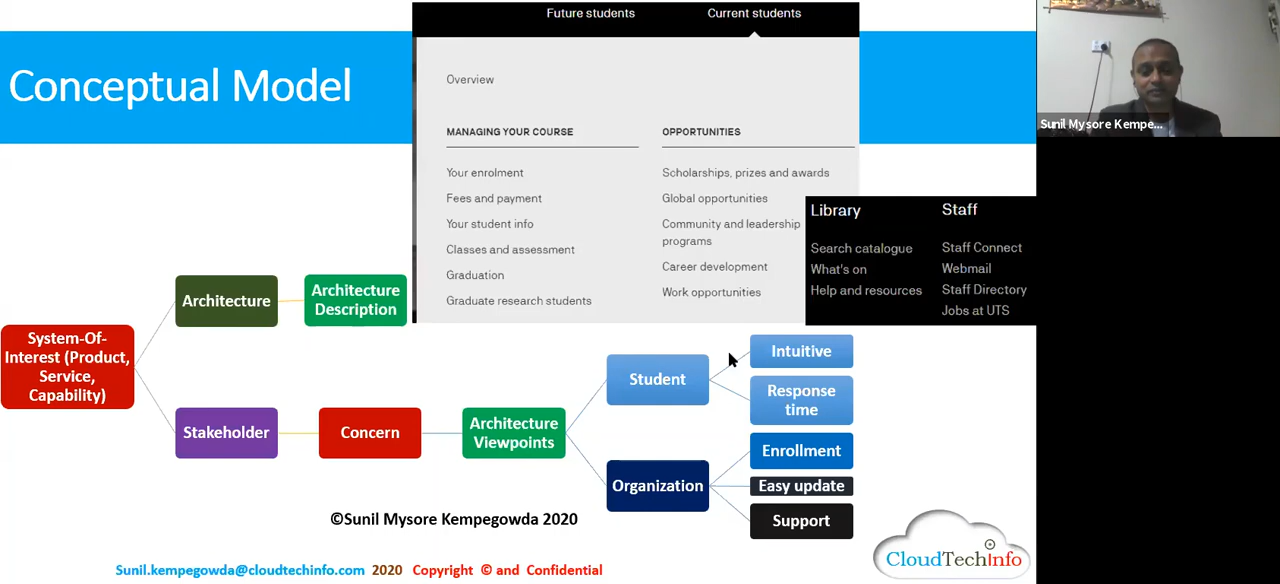 Conceptual Model
Future students
Current students
Overview
MANAGING YOUR COURSE
Your enrolment
Fees and payment
Your student info
Classes and assessment
Graduation
Graduate research students
OPPORTUNITIES
Scholarships, prizes and awards
Global opportunities
Community and leadership
programs
Career development
Work opportunities
Library
Search catalogue
What's on
Help and resources
Staff
Staff Connect
Webmail
Staff Directory
Jobs at UTS
Sunil Mysore Kempe...
System-Of-
Interest (Product,
Service,
Capability)
Architecture
Architecture
Description
Stakeholder
Concern
Architecture
Viewpoints
Student
Intuitive
Response
time
Organization
Enrollment
Easy update
Support
©Sunil Mysore Kempegowda 2020
Sunil.kempegowda@cloudtechinfo.com 2020 Copyright © and Confidential
CloudTechInfo